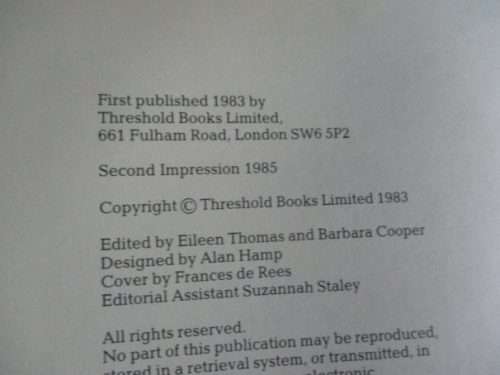 First published 1983 by
Threshold Books Limited,
661 Fulham Road, London SW6 5P2
Second Impression 1985
Copyright © Threshold Books Limited 1983
Edited by Eileen Thomas and Barbara Cooper
Designed by Alan Hamp
Cover by Frances de Rees
Editorial Assistant Suzannah Staley
All rights reserved.
No part of this publication may be reproduced,
stored in a retrieval system, or transmitted, in
electronic